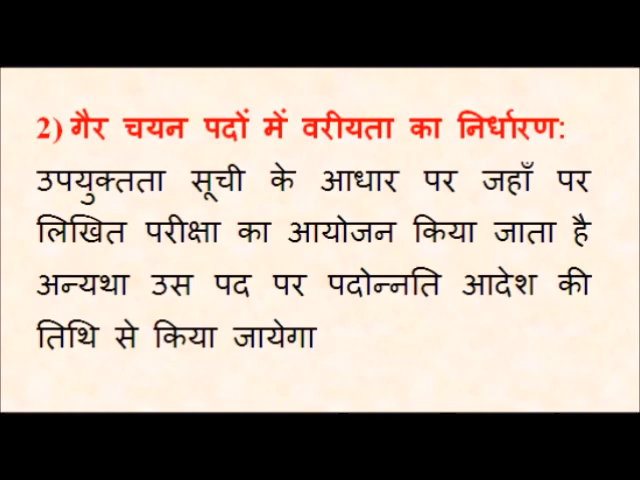 2) गैर चयन पदों में वरीयता का निर्धारण:
उपयुक्तता सूची के आधार पर जहाँ पर
लिखित परीक्षा का आयोजन किया जाता है
अन्यथा उस पद पर पदोन्नति आदेश की
तिथि से किया जायेगा